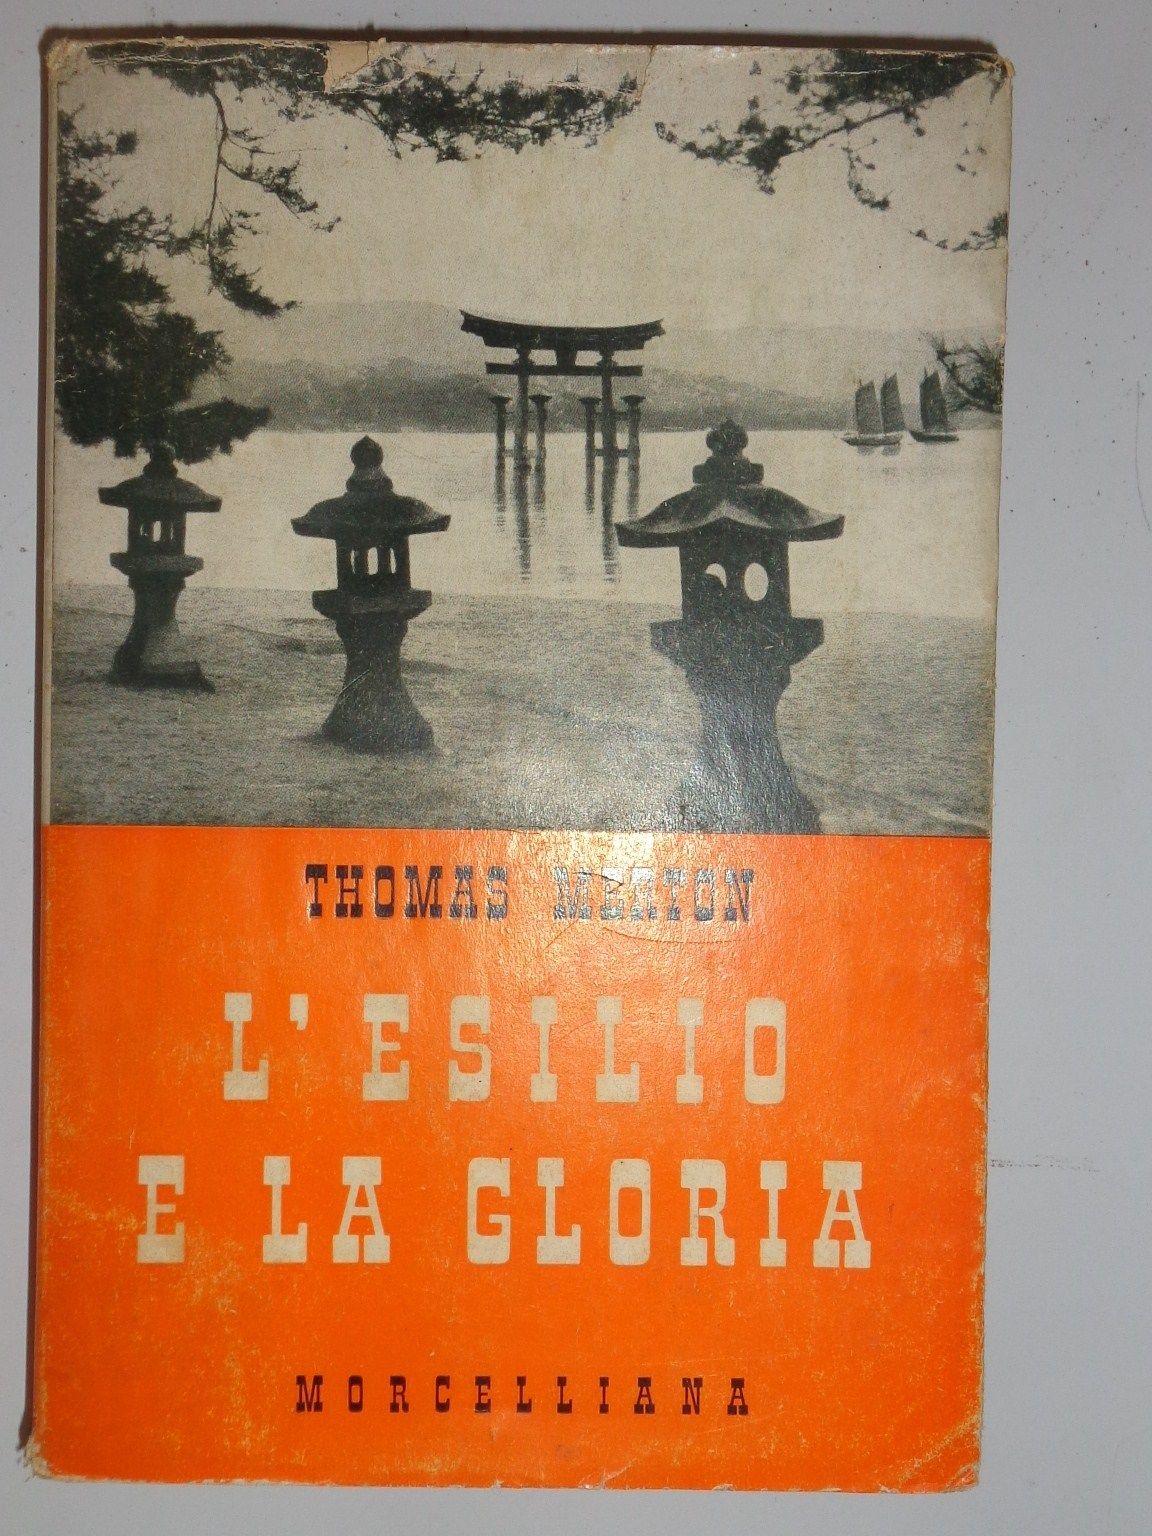 THOMAS MERTON
L'ESILIO
E LA GLORIA
MORCELLIANA